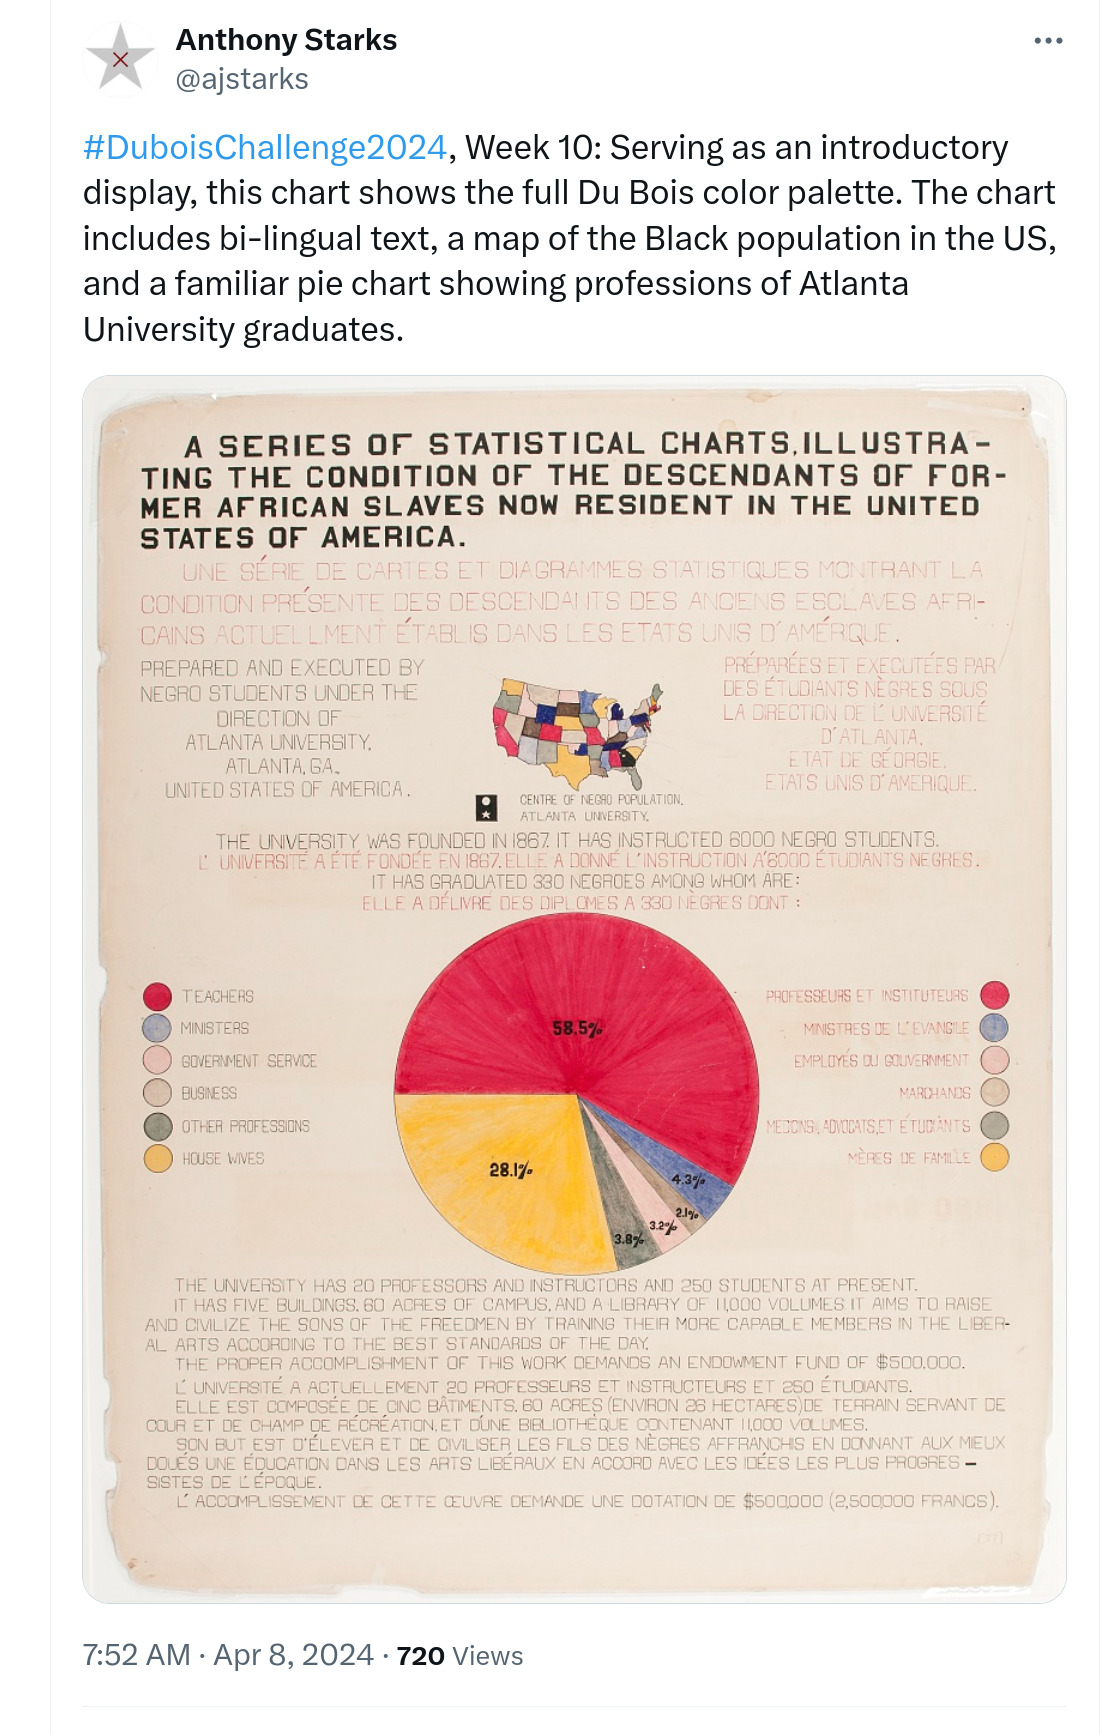 Anthony Starks
@ajstarks
#DuboisChallenge2024, Week 10: Serving as an introductory
display, this chart shows the full Du Bois color palette. The chart
includes bi-lingual text, a map of the Black population in the US,
and a familiar pie chart showing professions of Atlanta
University graduates.
A SERIES OF STATISTICAL CHARTS, ILLUSTRA-
TING THE CONDITION OF THE DESCENDANTS OF FOR-
MER AFRICAN SLAVES NOW RESIDENT IN THE UNITED
STATES OF AMERICA.
UNE SÉRIE DE CARTES ET DIAGRAMMES STATISTIQUES MONTRANT LA
CONDITION PRÉSENTE DES DESCENDANTS DES ANCIENS ESCLAVES AFRI-
CAINS ACTUELLMENT ÉTABLIS DANS LES ETATS UNIS D'AMÉRIQUE.
PREPARED AND EXECUTED BY
NEGRO STUDENTS UNDER THE
DIRECTION OF
ATLANTA UNIVERSITY.
ATLANTA, GA.
UNITED STATES OF AMERICA.
PRÉPARÉES ET EXECUTÉES PAR
DES ÉTUDIANTS NÈGRES SOUS
LA DIRECTION DE L'UNIVERSITÉ
D'ATLANTA.
ETAT DE GÉORGIE.
ETATS UNIS D'AMERIQUE.
CENTRE OF NEGRO POPULATION.
ATLANTA UNIVERSITY.
THE UNIVERSITY WAS FOUNDED IN 1867. IT HAS INSTRUCTED 6000 NEGRO STUDENTS.
L' UNIVERSITÉ A ÉTÉ FONDÉE EN 1867. ELLE A DONNÉ L'INSTRUCTION A'6000 ÉTUDIANTS NEGRES.
IT HAS GRADUATED 330 NEGROES AMONG WHOM ARE:
ELLE A DÉLIVRÉ DES DIPLOMES A 330 NÈGRES DONT :
TEACHERS
MINISTERS
GOVERNMENT SERVICE
BUSINESS
OTHER PROFESSIONS
HOUSE WIVES
58.5%
28.1%
4.3%
2.1%
3.2%
3.8%
PROFESSEURS ET INSTITUTEURS
MINISTRES DE L'EVANGILE
EMPLOYÉS DU GOUVERNMENT
MARCHANDS
MEDCINS, ADVOCATS, ET ÉTUDIANTS
MÈRES DE FAMILLE
THE UNIVERSITY HAS 20 PROFESSORS AND INSTRUCTORS AND 250 STUDENTS AT PRESENT.
IT HAS FIVE BUILDINGS, 60 ACRES OF CAMPUS, AND A LIBRARY OF 11,000 VOLUMES IT AIMS TO RAISE
AND CIVILIZE THE SONS OF THE FREEDMEN BY TRAINING THEIR MORE CAPABLE MEMBERS IN THE LIBER-
AL ARTS ACCORDING TO THE BEST STANDARDS OF THE DAY.
THE PROPER ACCOMPLISHMENT OF THIS WORK DEMANDS AN ENDOWMENT FUND OF $500,000.
L' UNIVERSITÉ A ACTUELLEMENT 20 PROFESSEURS ET INSTRUCTEURS ET 250 ÉTUDIANTS.
ELLE EST COMPOSÉE DE CINC BÂTIMENTS, 60 ACRES (ENVIRON 26 HECTARES) DE TERRAIN SERVANT DE
COUR ET DE CHAMP DE RÉCRÉATION, ET D'UNE BIBLIOTHÈQUE CONTENANT 11,000 VOLUMES.
SON BUT EST D'ÉLEVER ET DE CIVILISER LES FILS DES NÈGRES AFFRANCHIS EN DONNANT AUX MIEUX
DOUÉS UNE ÉDUCATION DANS LES ARTS LIBÉRAUX EN ACCORD AVEC LES IDÉES LES PLUS PROGRES-
SISTES DE L'ÉPOQUE.
L' ACCOMPLISSEMENT DE CETTE ŒUVRE DEMANDE UNE DOTATION DE $500,000 (2,500,000 FRANCS).
7:52 AM · Apr 8, 2024 · 720 Views